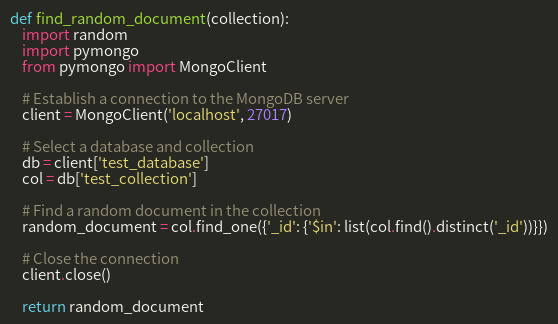 def find_random_document(collection):
    import random
    import pymongo
    from pymongo import MongoClient

    # Establish a connection to the MongoDB server
    client = MongoClient('localhost', 27017)

    # Select a database and collection
    db = client['test_database']
    col = db['test_collection']

    # Find a random document in the collection
    random_document = col.find_one({'_id': {'$in': list(col.find().distinct('_id'))}})

    # Close the connection
    client.close()

    return random_document